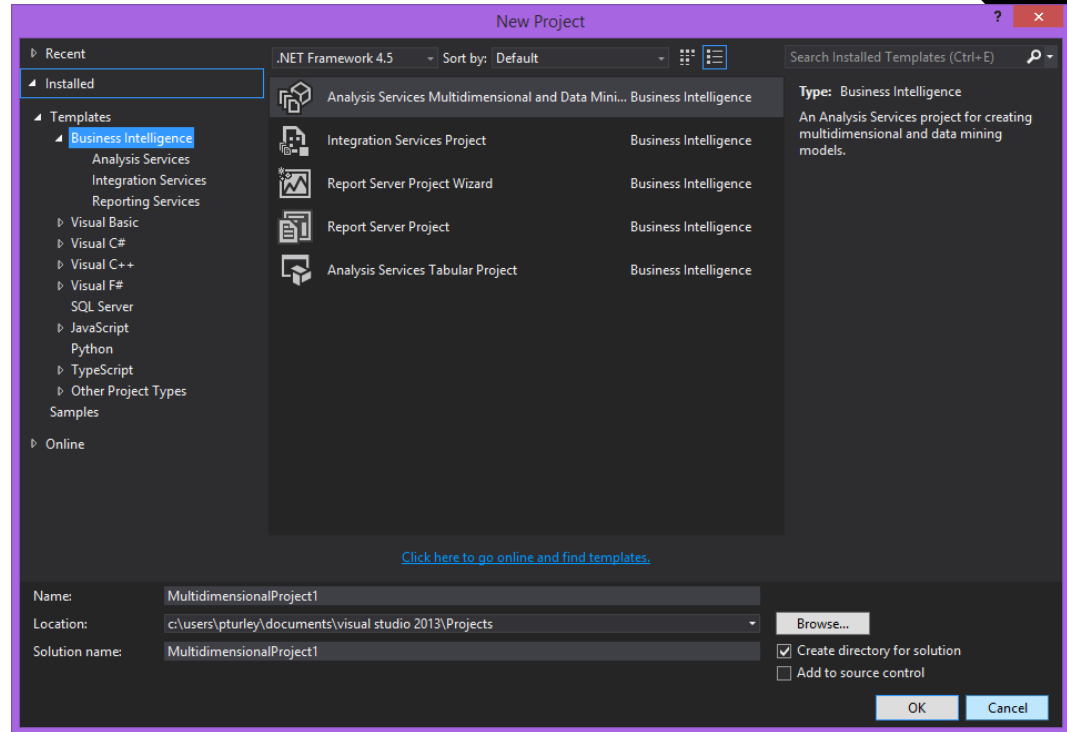 New Project
?
×
Recent
Installed
Templates
Business Intelligence
Analysis Services
Integration Services
Reporting Services
Visual Basic
Visual C#
Visual C++
Visual F#
SQL Server
JavaScript
Python
TypeScript
Other Project Types
Samples
Online
.NET Framework 4.5 Sort by: Default
Analysis Services Multidimensional and Data Mini... Business Intelligence
Integration Services Project Business Intelligence
Report Server Project Wizard Business Intelligence
Report Server Project Business Intelligence
Analysis Services Tabular Project Business Intelligence
Click here to go online and find templates.
Search Installed Templates (Ctrl+E)
Type: Business Intelligence
An Analysis Services project for creating
multidimensional and data mining
models.
Name: MultidimensionalProject1
Location: c:\users\pturley\documents\visual studio 2013\Projects Browse...
Solution name: MultidimensionalProject1
Create directory for solution
Add to source control
OK Cancel